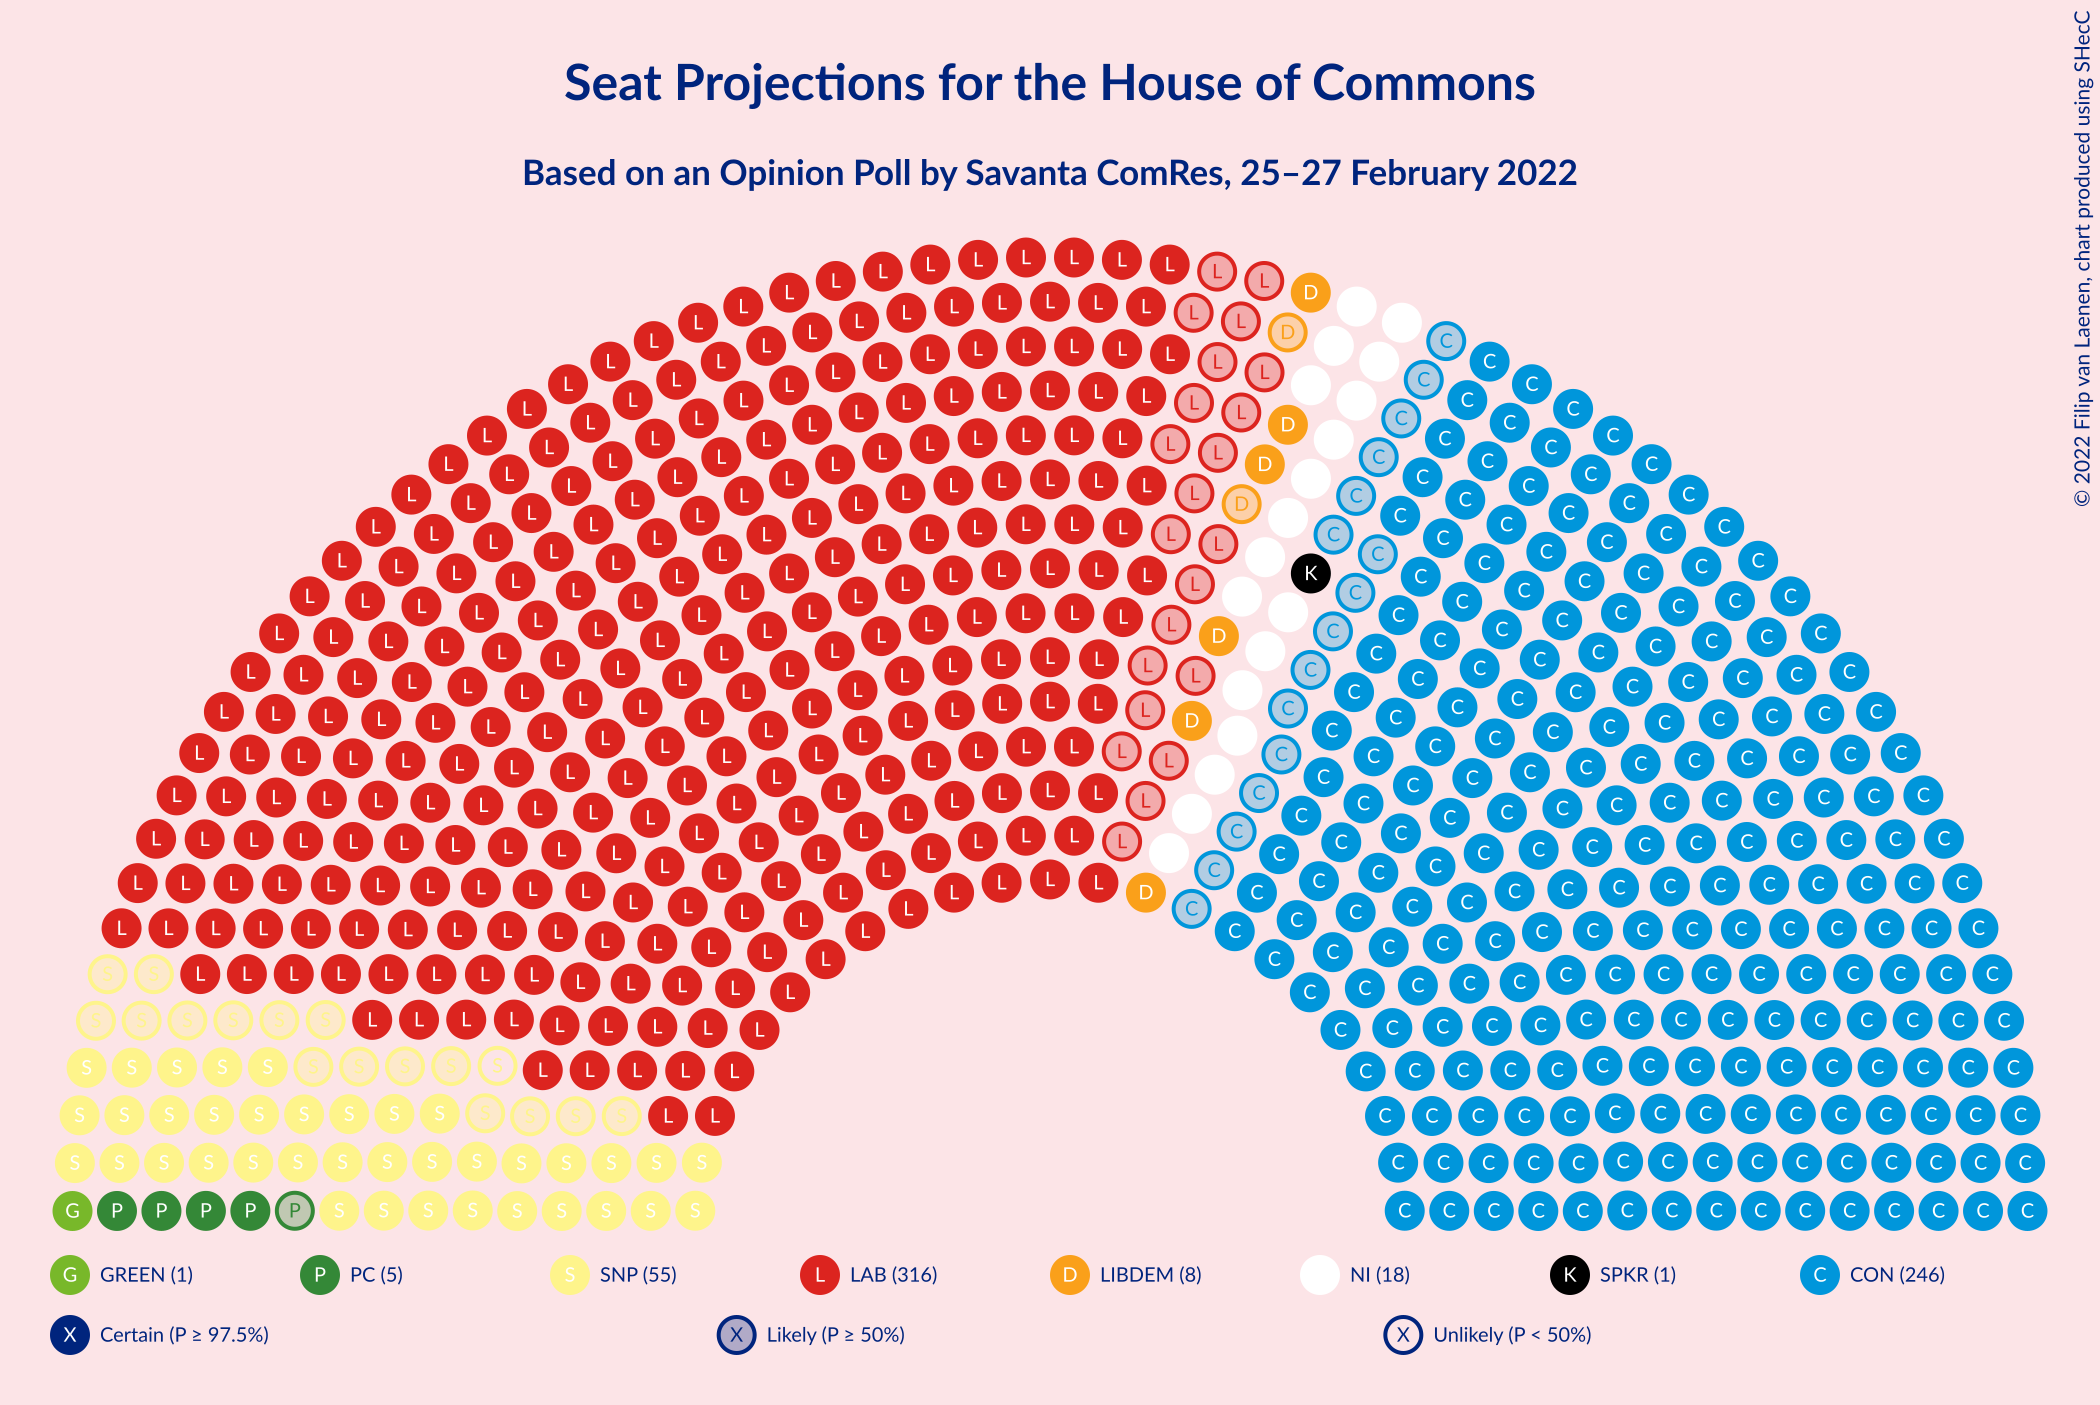 Seat Projections for the House of Commons
Based on an Opinion Poll by Savanta ComRes, 25–27 February 2022
© 2022 Filip van Laenen, chart produced using SHecC
G GREEN (1) P PC (5) S SNP (55) L LAB (316) D LIBDEM (8) NI (18) K SPKR (1) C CON (246)
X Certain (P ≥ 97.5%) X Likely (P ≥ 50%) X Unlikely (P < 50%)